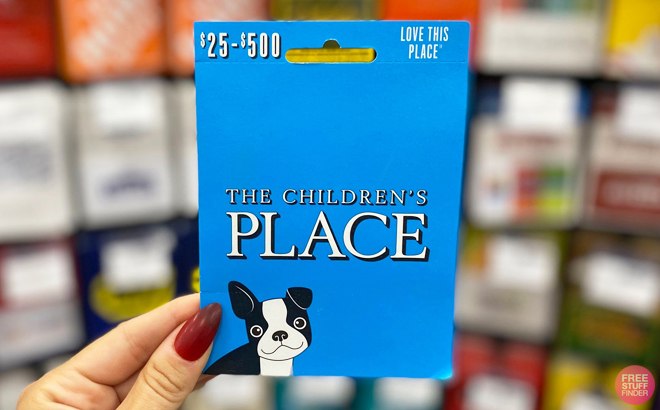 $25-$500
LOVE THIS
PLACE®
THE CHILDREN'S
PLACE
FREE
STUFF
FINDER